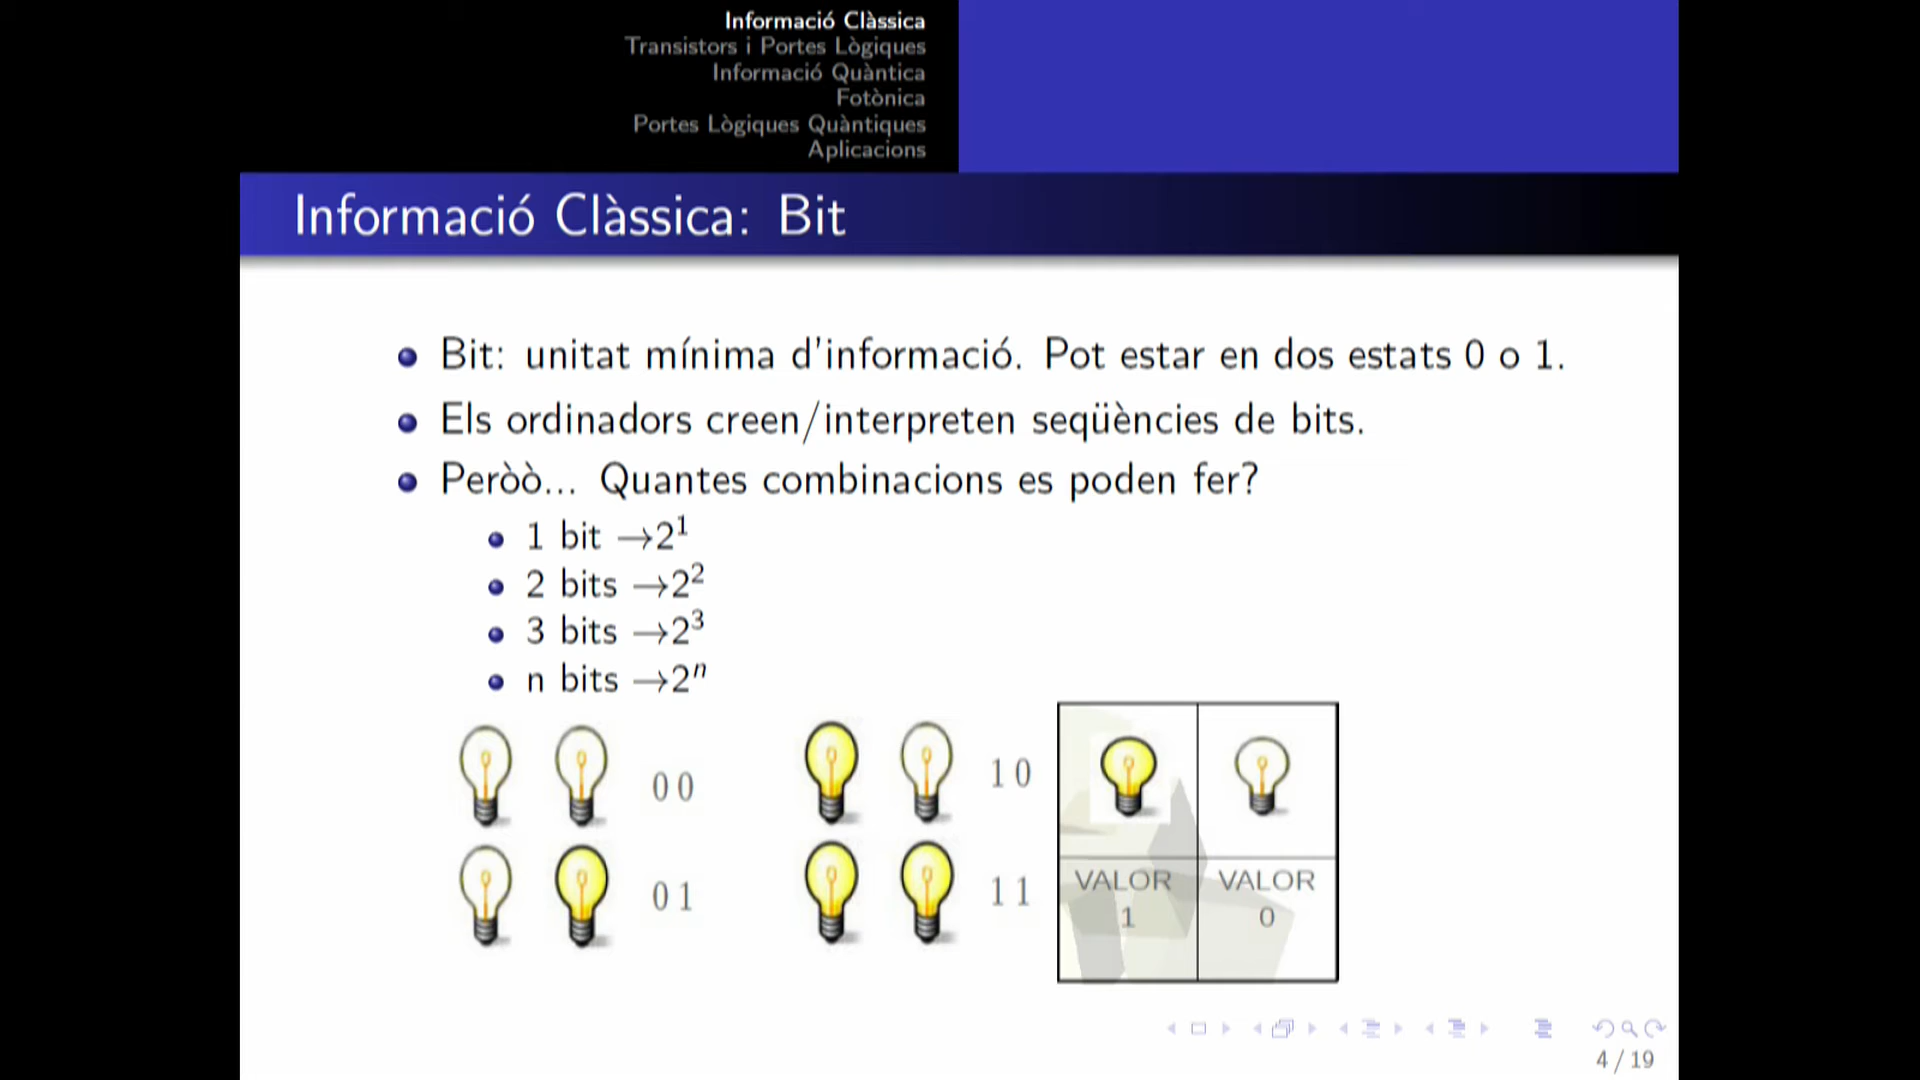 Informació Clàssica
Transistors i Portes Lògiques
Informació Quàntica
Fotònica
Portes Lògiques Quàntiques
Aplicacions
Informació Clàssica: Bit
Bit: unitat mínima d'informació. Pot estar en dos estats 0 o 1.
Els ordinadors creen/interpreten seqüències de bits.
Peròò... Quantes combinacions es poden fer?
1 bit →2¹
2 bits →2²
3 bits →2³
n bits →2ⁿ
0 0
1 0
0 1
1 1
VALOR 1
VALOR 0
4 / 19